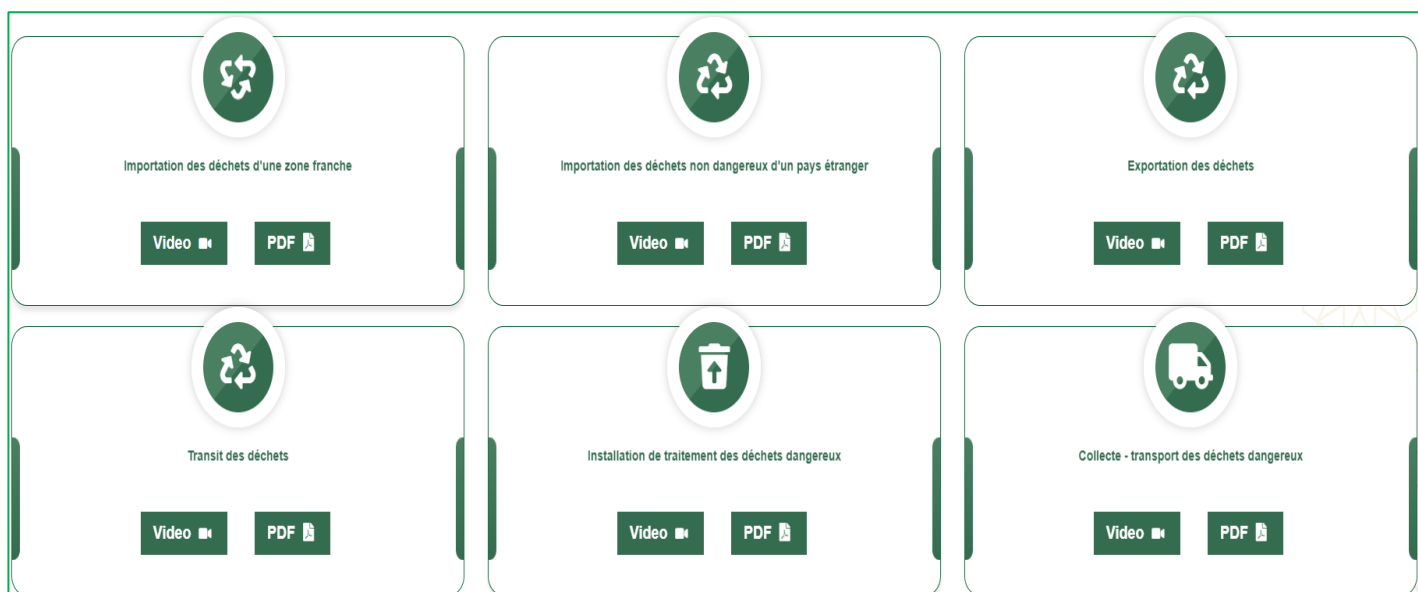 Importation des déchets d'une zone franche
Video
PDF
Importation des déchets non dangereux d'un pays étranger
Video
PDF
Exportation des déchets
Video
PDF
Transit des déchets
Video
PDF
Installation de traitement des déchets dangereux
Video
PDF
Collecte - transport des déchets dangereux
Video
PDF